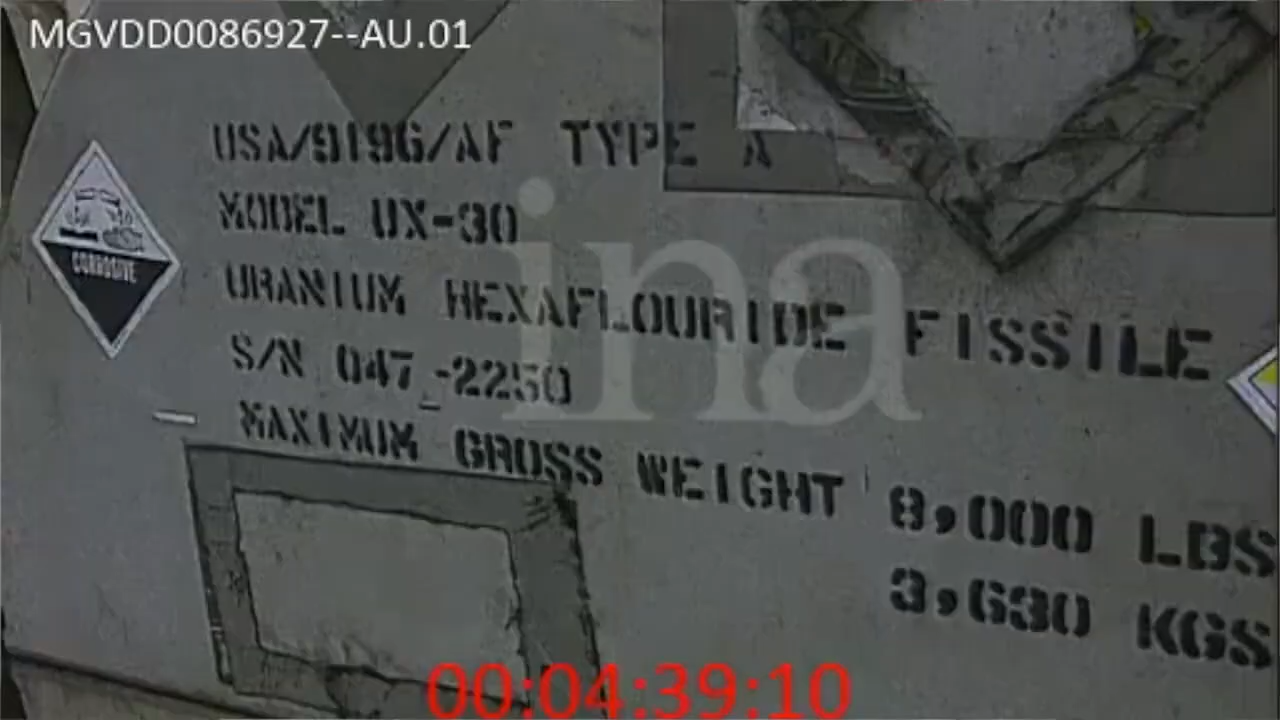 MGVDD0086927--AU.01
USA/9196/AF TYPE A
MODEL UX-30
CORROSIVE
URANIUM HEXAFLOURIDE FISSILE
S/N 047-2250
MAXIMUM GROSS WEIGHT 8,000 LBS
3,630 KGS
ina
00:04:39:10